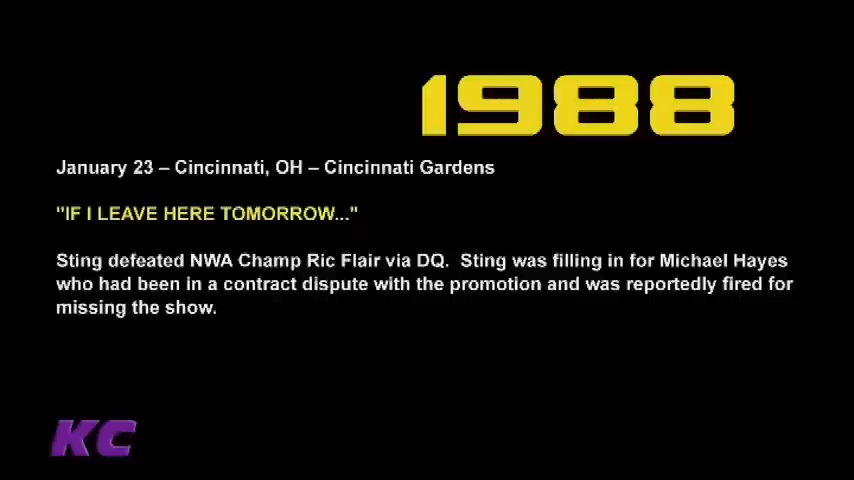 1988
January 23 – Cincinnati, OH – Cincinnati Gardens
"IF I LEAVE HERE TOMORROW..."
Sting defeated NWA Champ Ric Flair via DQ.  Sting was filling in for Michael Hayes
who had been in a contract dispute with the promotion and was reportedly fired for
missing the show.
KC